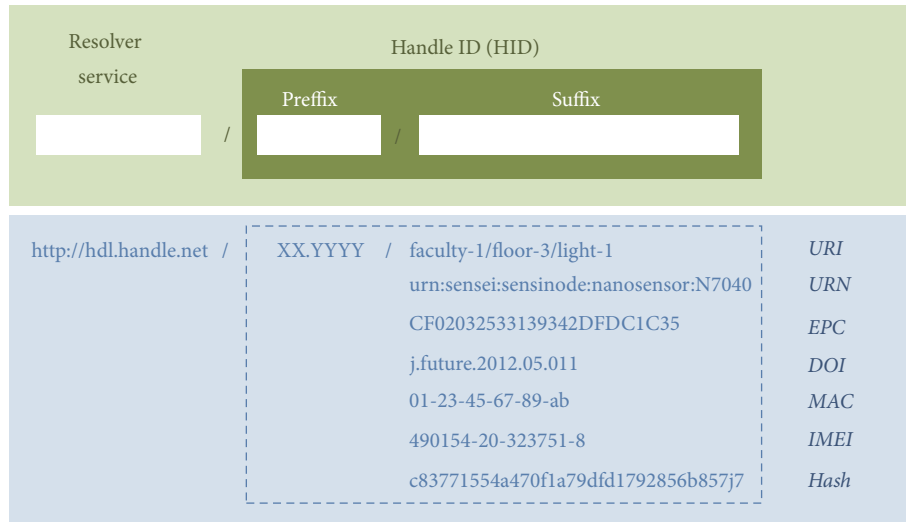 Resolver
service
Handle ID (HID)
Preffix
Suffix
/
/
http://hdl.handle.net / XX.YYYY / faculty-1/floor-3/light-1 URI
urn:sensei:sensinode:nanosensor:N7040 URN
CF02032533139342DFDC1C35 EPC
j.future.2012.05.011 DOI
01-23-45-67-89-ab MAC
490154-20-323751-8 IMEI
c83771554a470f1a79dfd1792856b857j7 Hash